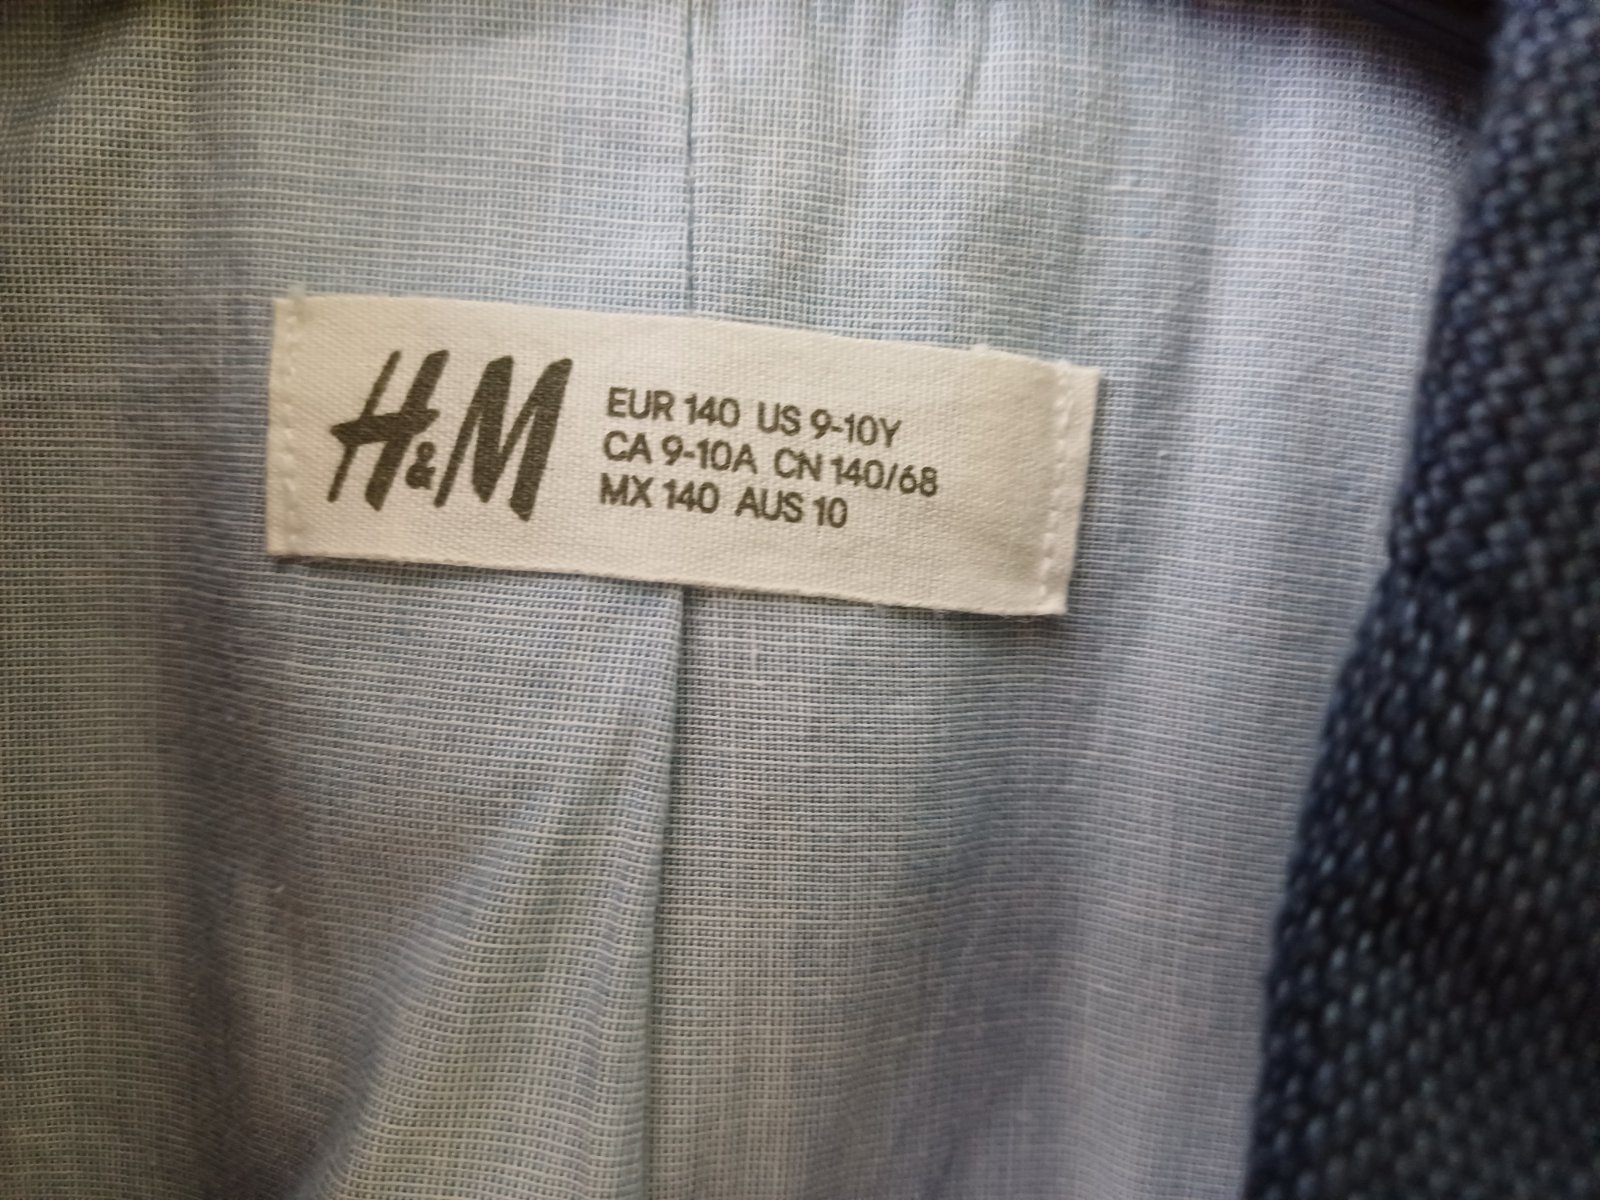 H&M
EUR 140 US 9-10Y
CA 9-10A CN 140/68
MX 140 AUS 10